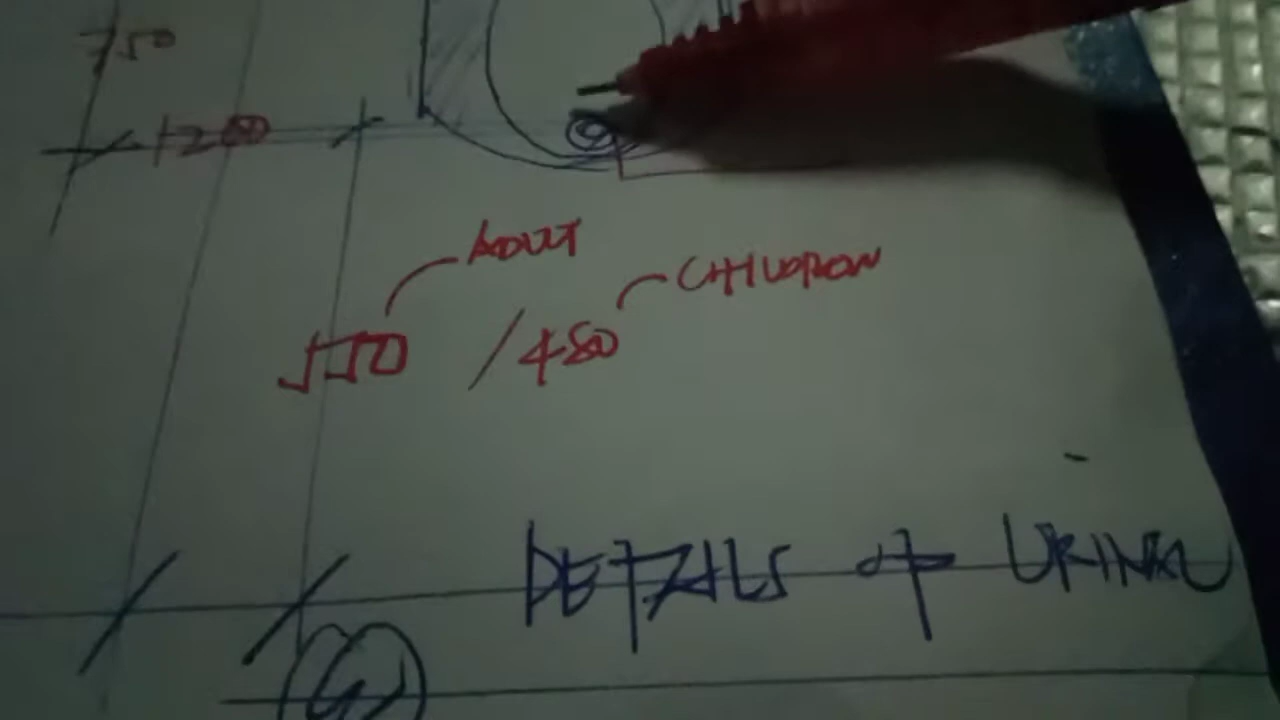 750
1200
ADULT
CHILDREN
550 / 480
DETAILS OF URINAL